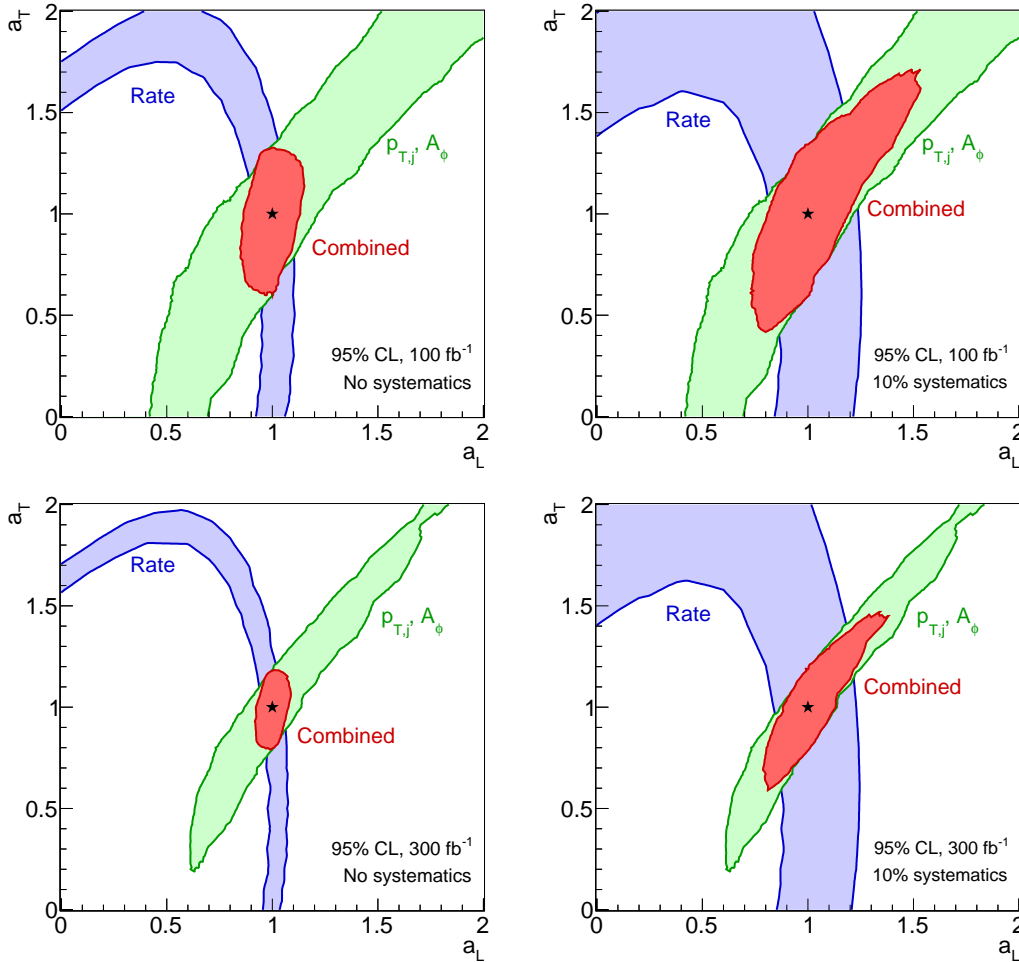 a_T
2
1.5
1
0.5
0
Rate
p_{T,j}, A_ϕ
Combined
95% CL, 100 fb⁻¹
No systematics
0 0.5 1 1.5 2
a_L
a_T
2
1.5
1
0.5
0
Rate
p_{T,j}, A_ϕ
Combined
95% CL, 100 fb⁻¹
10% systematics
0 0.5 1 1.5 2
a_L
a_T
2
1.5
1
0.5
0
Rate
p_{T,j}, A_ϕ
Combined
95% CL, 300 fb⁻¹
No systematics
0 0.5 1 1.5 2
a_L
a_T
2
1.5
1
0.5
0
Rate
p_{T,j}, A_ϕ
Combined
95% CL, 300 fb⁻¹
10% systematics
0 0.5 1 1.5 2
a_L